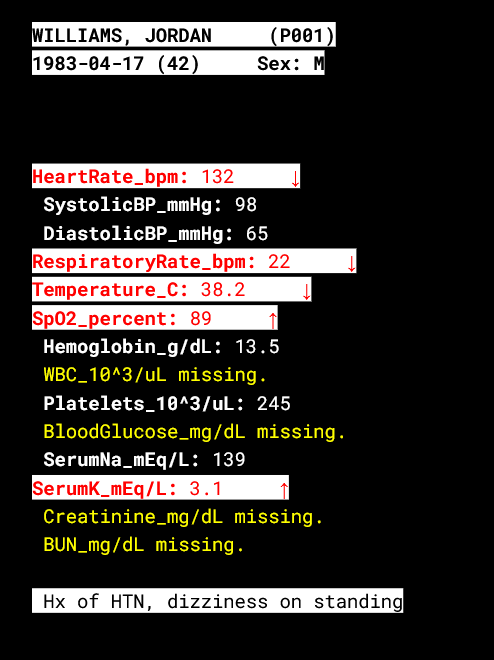 WILLIAMS, JORDAN     (P001)
1983-04-17 (42)     Sex: M
HeartRate_bpm: 132     ↓
SystolicBP_mmHg: 98
DiastolicBP_mmHg: 65
RespiratoryRate_bpm: 22     ↓
Temperature_C: 38.2     ↓
SpO2_percent: 89     ↑
Hemoglobin_g/dL: 13.5
WBC_10^3/uL missing.
Platelets_10^3/uL: 245
BloodGlucose_mg/dL missing.
SerumNa_mEq/L: 139
SerumK_mEq/L: 3.1     ↑
Creatinine_mg/dL missing.
BUN_mg/dL missing.
Hx of HTN, dizziness on standing